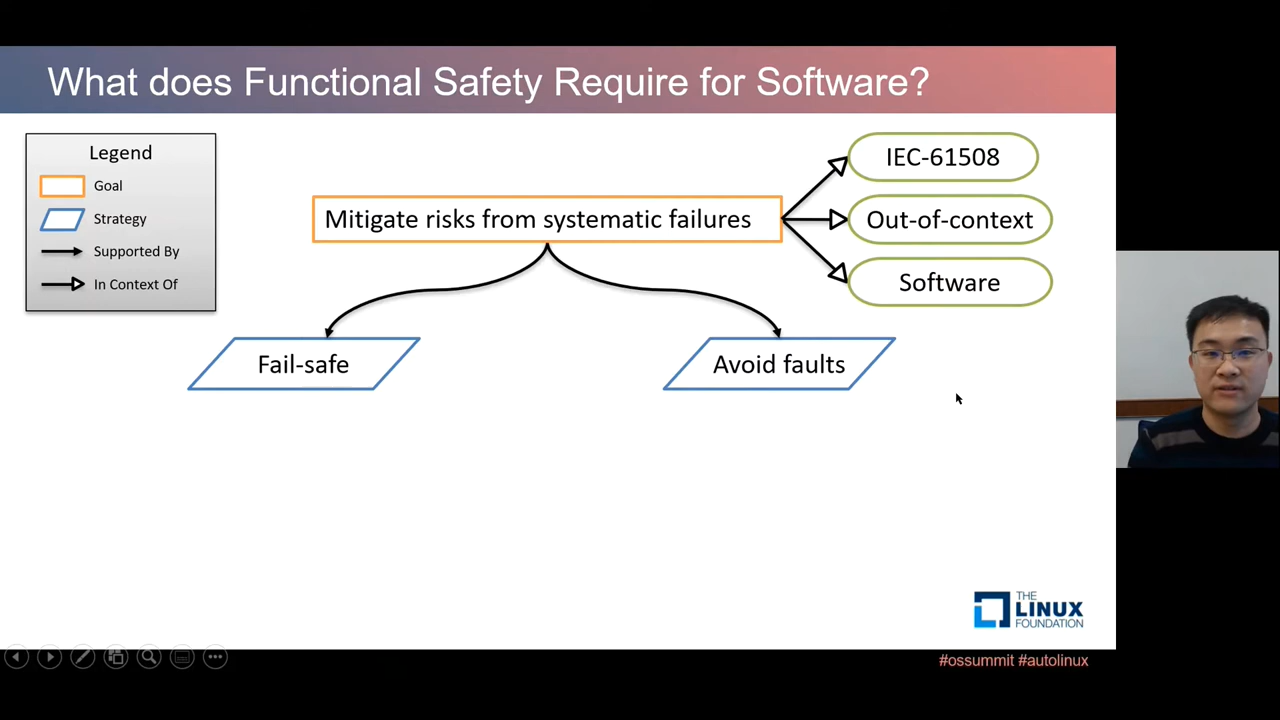 What does Functional Safety Require for Software?
Legend
Goal
Strategy
Supported By
In Context Of
Mitigate risks from systematic failures
IEC-61508
Out-of-context
Software
Fail-safe
Avoid faults
THE
LINUX
FOUNDATION
#ossummit #autolinux